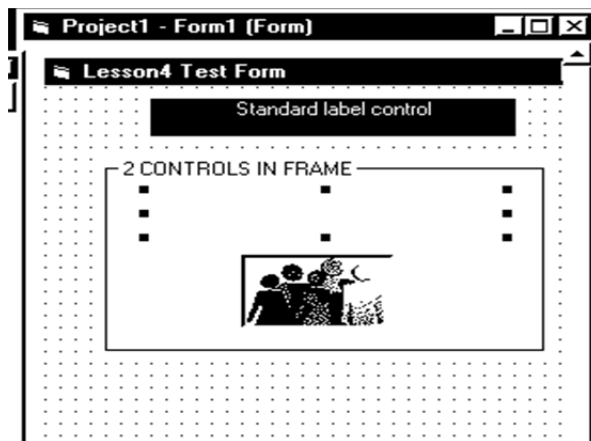 Project1 - Form1 (Form)
Lesson4 Test Form
Standard label control
2 CONTROLS IN FRAME